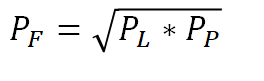 P_F = √(P_L * P_P)